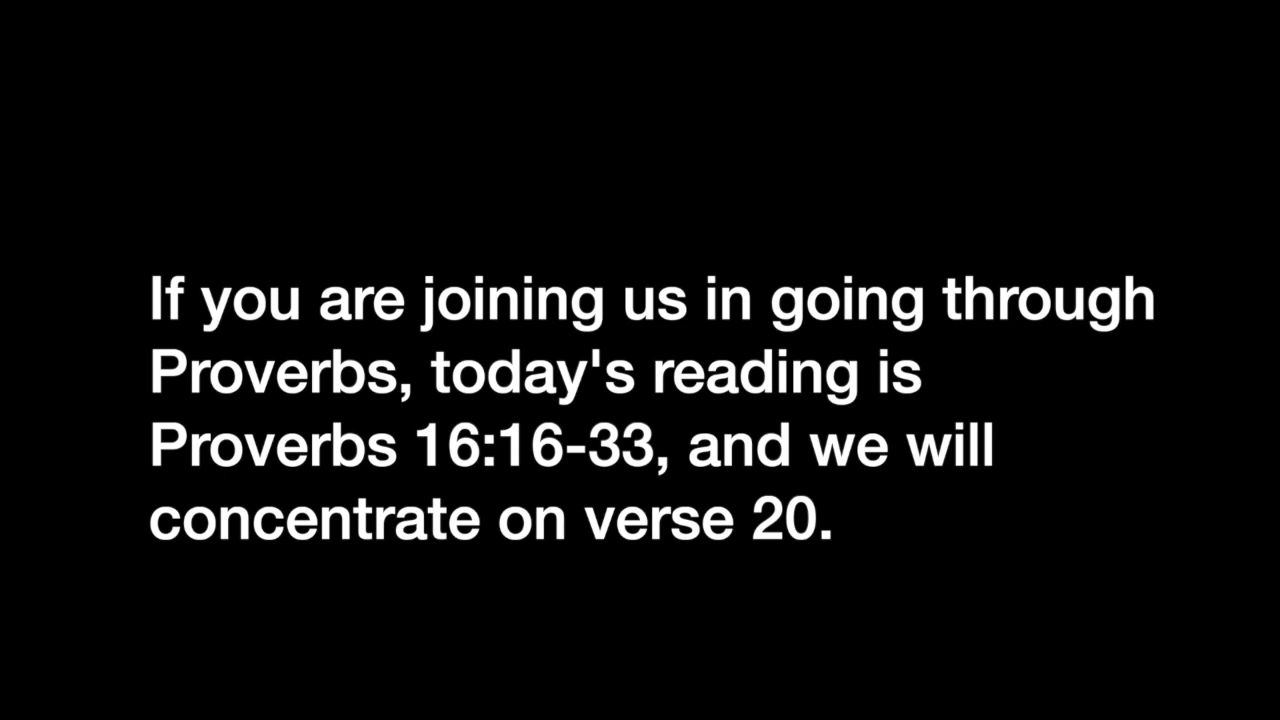 If you are joining us in going through
Proverbs, today's reading is
Proverbs 16:16-33, and we will
concentrate on verse 20.